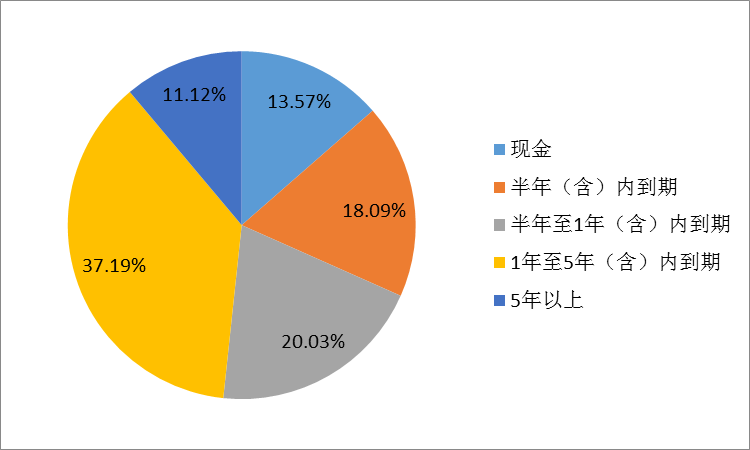 11.12%
13.57%
18.09%
37.19%
20.03%
现金
半年（含）内到期
半年至1年（含）内到期
1年至5年（含）内到期
5年以上